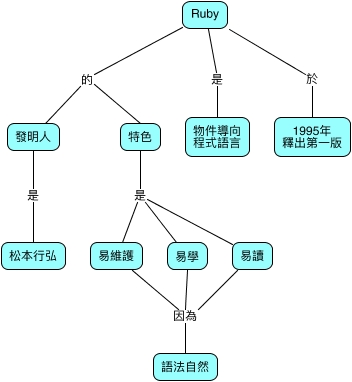 Ruby
的
是
於
發明人
特色
物件導向
程式語言
1995年
釋出第一版
是
是
松本行弘
易維護
易學
易讀
因為
語法自然